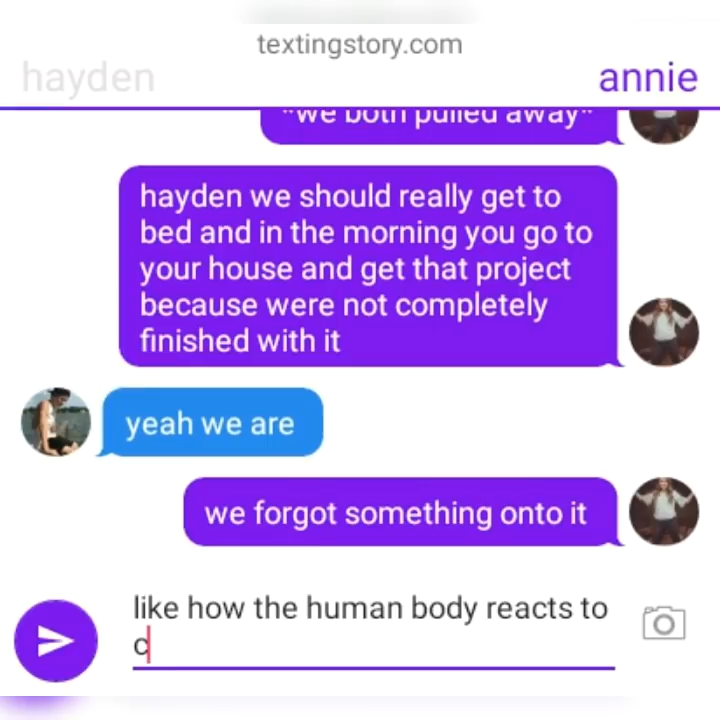 textingstory.com
hayden
annie
"we both pulled away"
hayden we should really get to
bed and in the morning you go to
your house and get that project
because were not completely
finished with it
yeah we are
we forgot something onto it
like how the human body reacts to
c